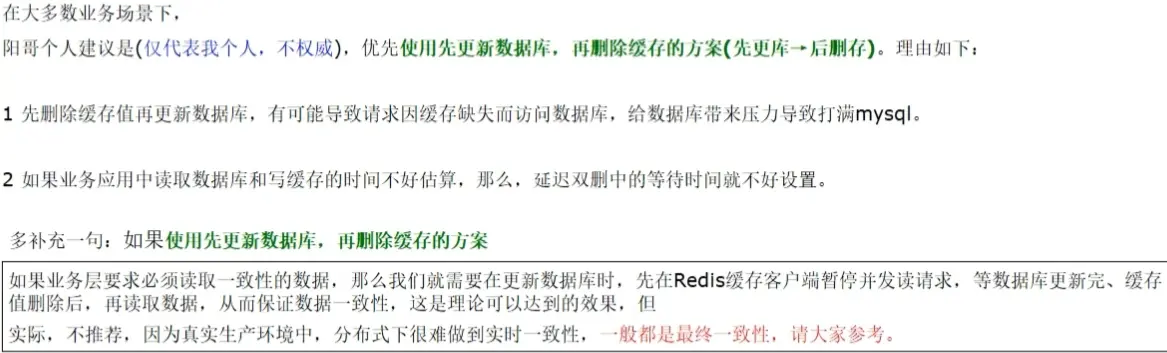 在大多数业务场景下，
阳哥个人建议是(仅代表我个人，不权威)，优先使用先更新数据库，再删除缓存的方案(先更库→后删存)。理由如下：
1 先删除缓存值再更新数据库，有可能导致请求因缓存缺失而访问数据库，给数据库带来压力导致打满mysql。
2 如果业务应用中读取数据库和写缓存的时间不好估算，那么，延迟双删中的等待时间就不好设置。
多补充一句：如果使用先更新数据库，再删除缓存的方案
如果业务层要求必须读取一致性的数据，那么我们就需要在更新数据库时，先在Redis缓存客户端暂停并发读请求，等数据库更新完、缓存
值删除后，再读取数据，从而保证数据一致性，这是理论可以达到的效果，但
实际，不推荐，因为真实生产环境中，分布式下很难做到实时一致性，一般都是最终一致性，请大家参考。